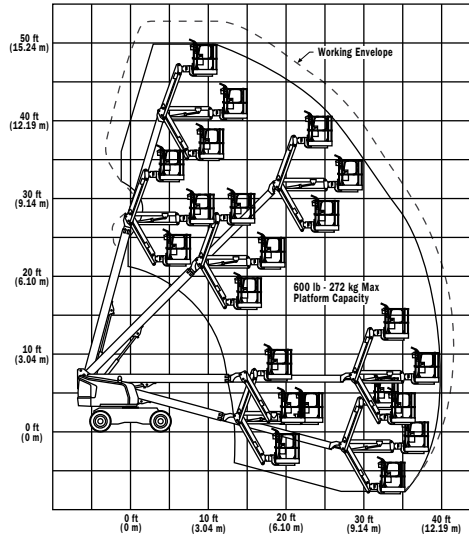 50 ft
(15.24 m)
Working Envelope
40 ft
(12.19 m)
30 ft
(9.14 m)
20 ft
(6.10 m)
600 lb - 272 kg Max
Platform Capacity
10 ft
(3.04 m)
0 ft
(0 m)
0 ft
(0 m)
10 ft
(3.04 m)
20 ft
(6.10 m)
30 ft
(9.14 m)
40 ft
(12.19 m)